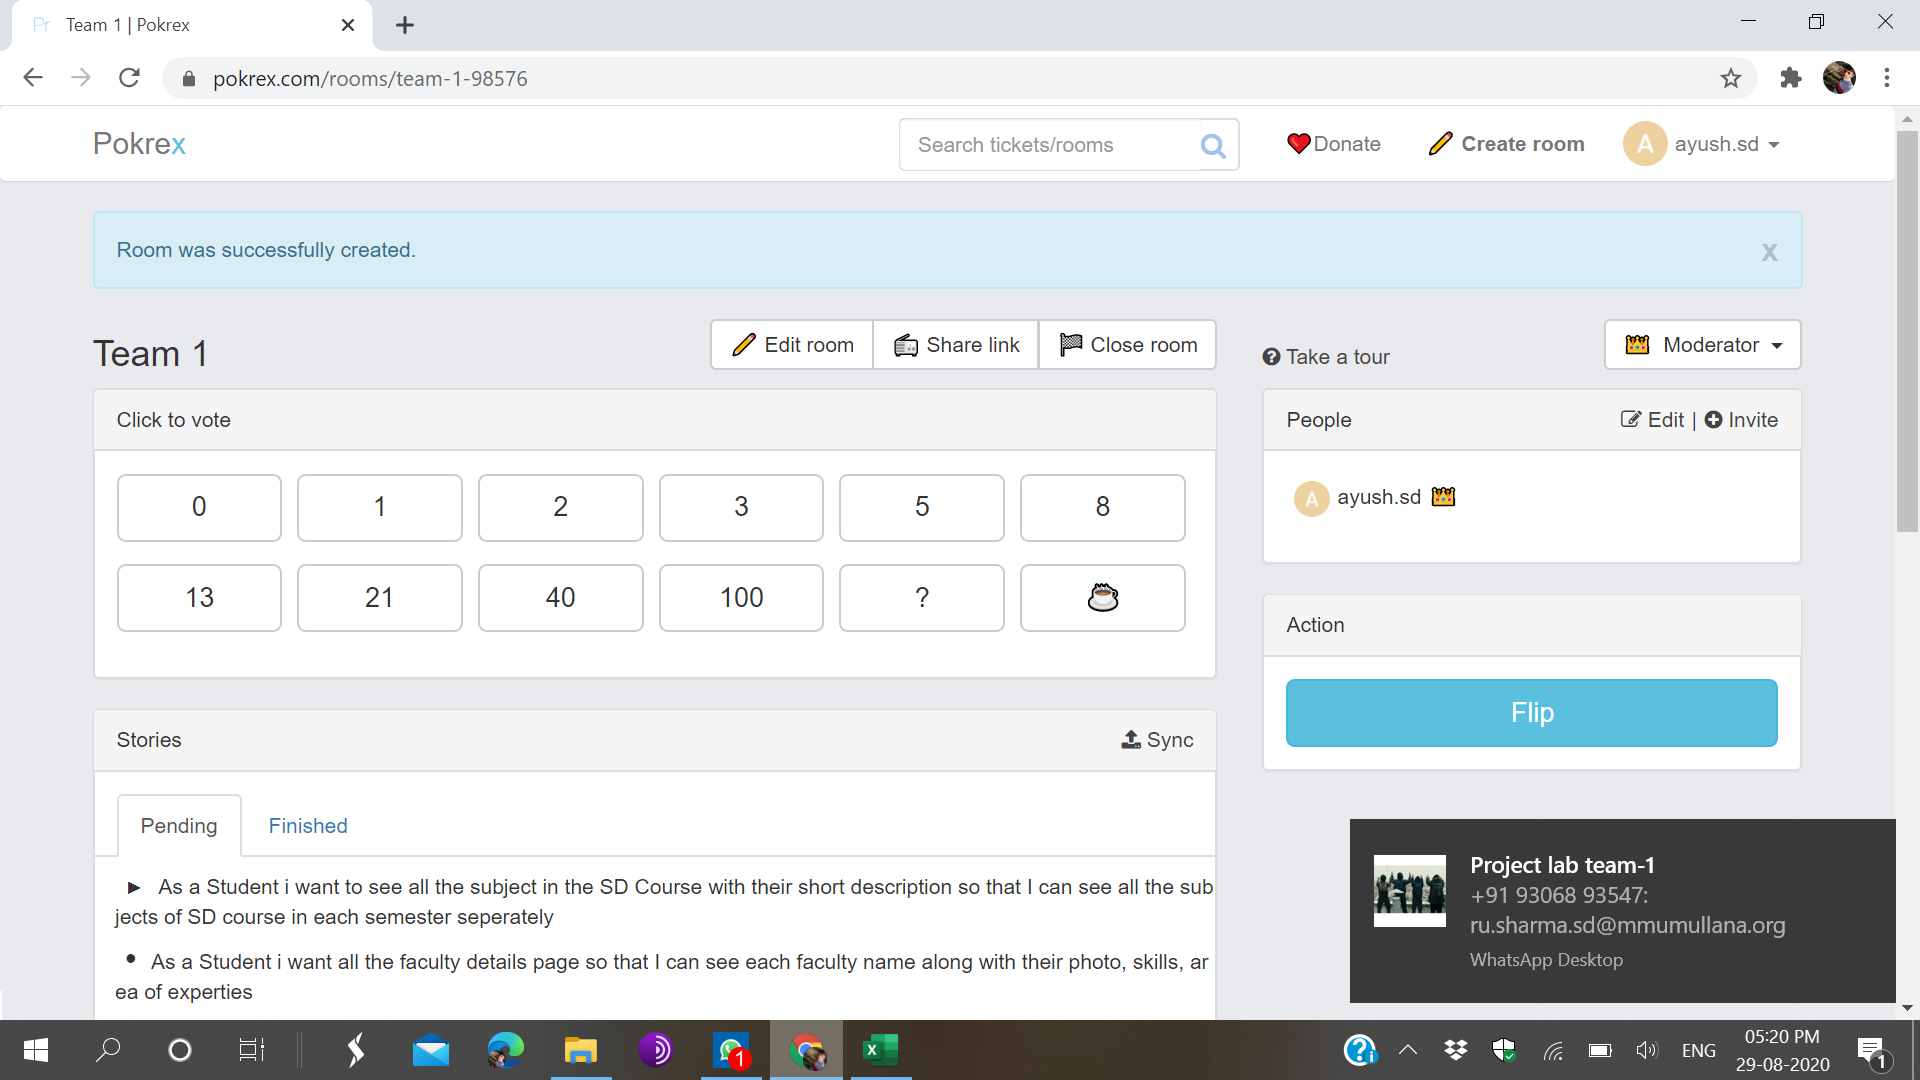 Pr Team 1 | Pokrex
pokrex.com/rooms/team-1-98576
Pokrex
Search tickets/rooms
Donate
Create room
A ayush.sd
Room was successfully created.
x
Team 1
Edit room
Share link
Close room
Take a tour
Moderator
Click to vote
People
Edit | Invite
0 1 2 3 5 8
A ayush.sd
13 21 40 100 ?
Action
Flip
Stories
Sync
Pending
Finished
As a Student i want to see all the subject in the SD Course with their short description so that I can see all the sub
jects of SD course in each semester seperately
As a Student i want all the faculty details page so that I can see each faculty name along with their photo, skills, ar
ea of experties
Project lab team-1
+91 93068 93547:
ru.sharma.sd@mmumullana.org
WhatsApp Desktop
1
ENG
05:20 PM
29-08-2020
1